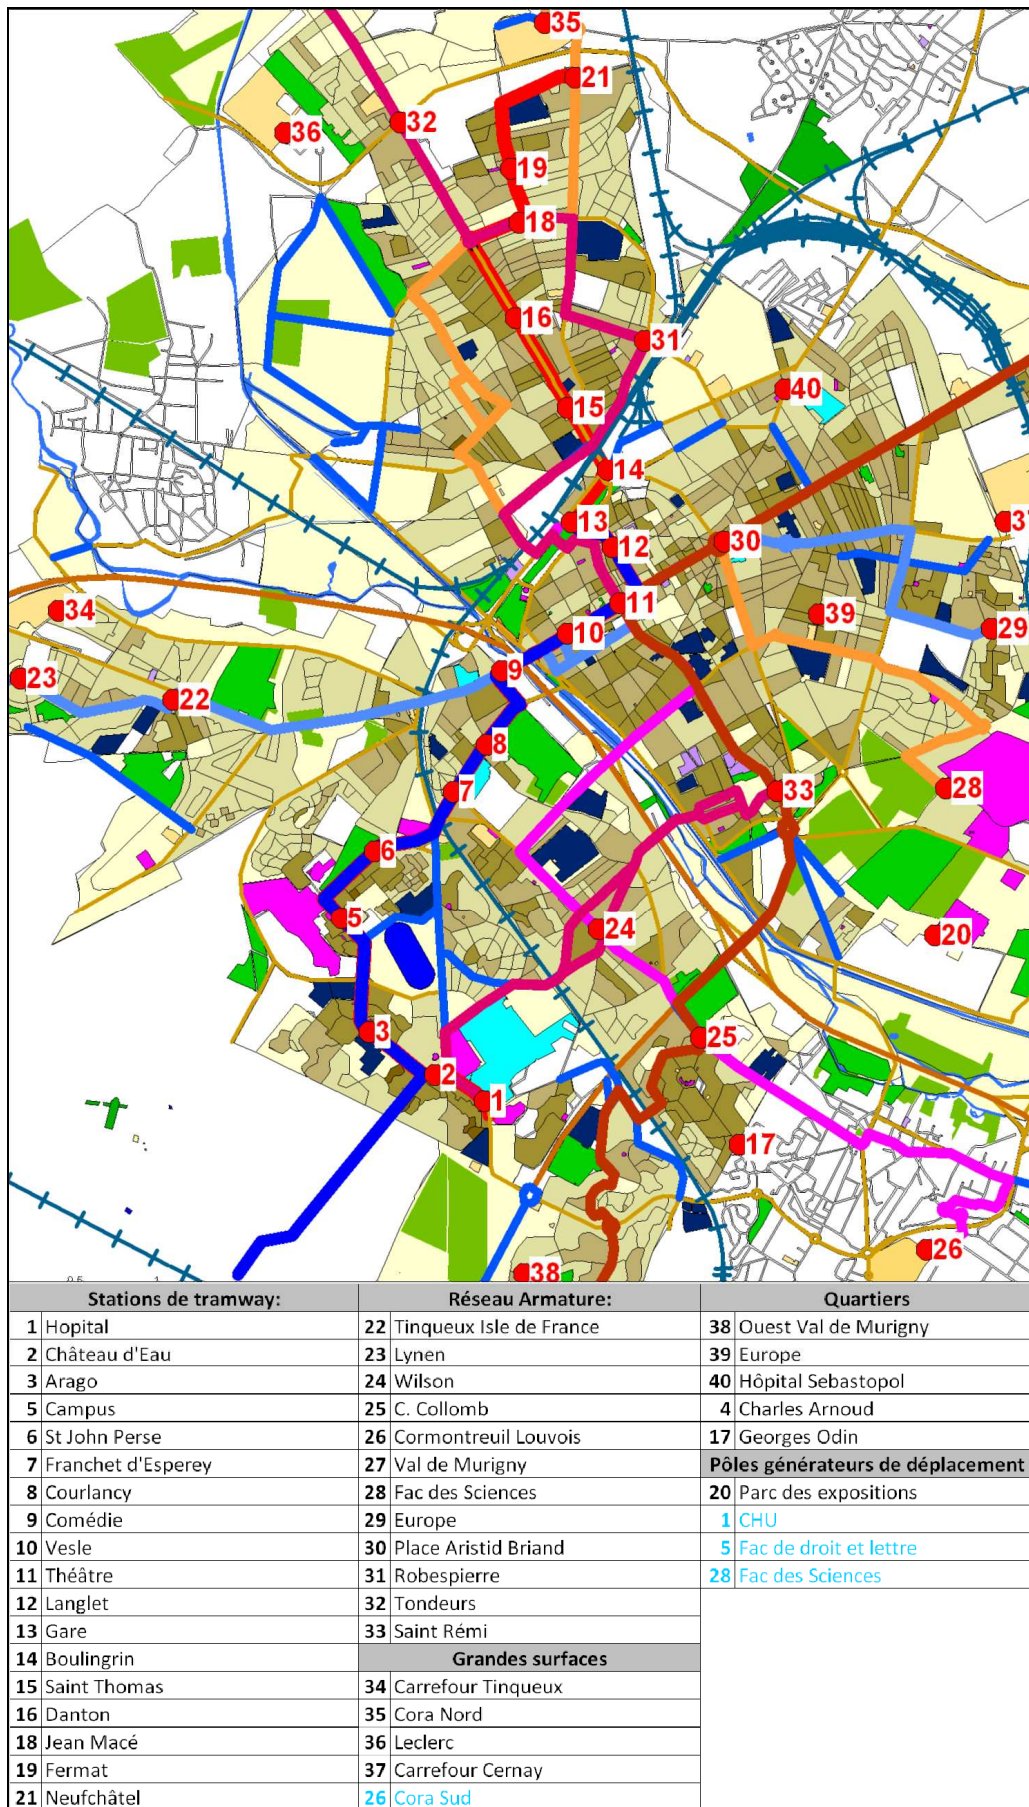 35
21
36
32
19
18
16
31
40
15
14
13
37
12
30
11
39
34
10
29
9
23
22
8
7
28
33
6
5
24
20
3
25
2
1
17
26
38
Stations de tramway: Réseau Armature: Quartiers
1 Hopital 22 Tinqueux Isle de France 38 Ouest Val de Murigny
2 Château d'Eau 23 Lynen 39 Europe
3 Arago 24 Wilson 40 Hôpital Sebastopol
5 Campus 25 C. Collomb 4 Charles Arnoud
6 St John Perse 26 Cormontreuil Louvois 17 Georges Odin
7 Franchet d'Esperey 27 Val de Murigny Pôles générateurs de déplacement
8 Courlancy 28 Fac des Sciences 20 Parc des expositions
9 Comédie 29 Europe 1 CHU
10 Vesle 30 Place Aristid Briand 5 Fac de droit et lettre
11 Théâtre 31 Robespierre 28 Fac des Sciences
12 Langlet 32 Tondeurs
13 Gare 33 Saint Rémi
14 Boulingrin Grandes surfaces
15 Saint Thomas 34 Carrefour Tinqueux
16 Danton 35 Cora Nord
18 Jean Macé 36 Leclerc
19 Fermat 37 Carrefour Cernay
21 Neufchâtel 26 Cora Sud